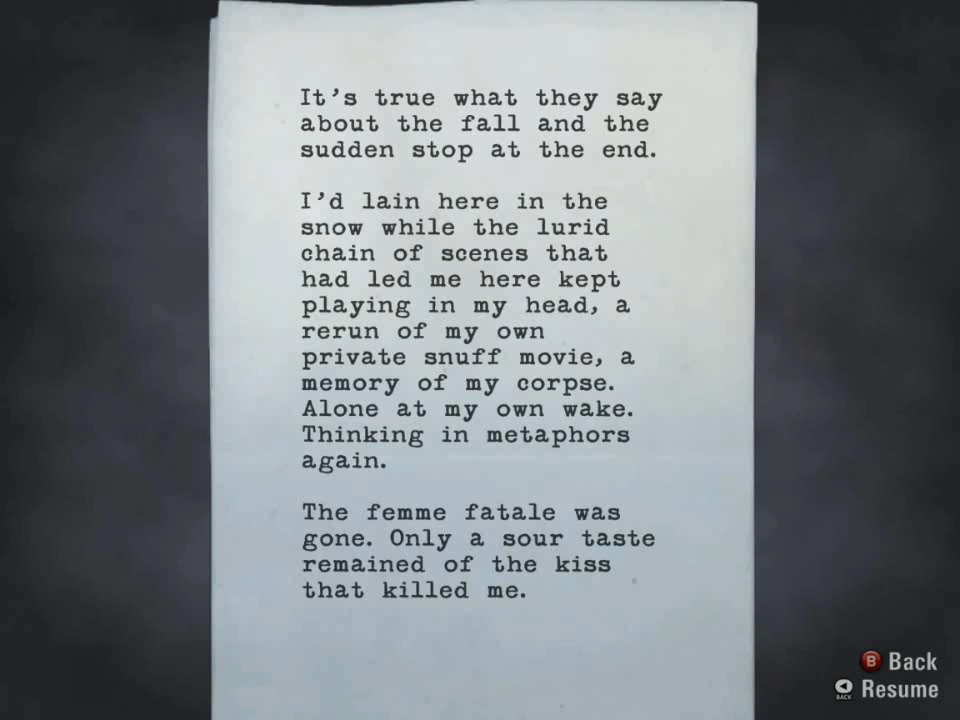 It's true what they say
about the fall and the
sudden stop at the end.
I'd lain here in the
snow while the lurid
chain of scenes that
had led me here kept
playing in my head, a
rerun of my own
private snuff movie, a
memory of my corpse.
Alone at my own wake.
Thinking in metaphors
again.
The femme fatale was
gone. Only a sour taste
remained of the kiss
that killed me.
B Back
BACK Resume